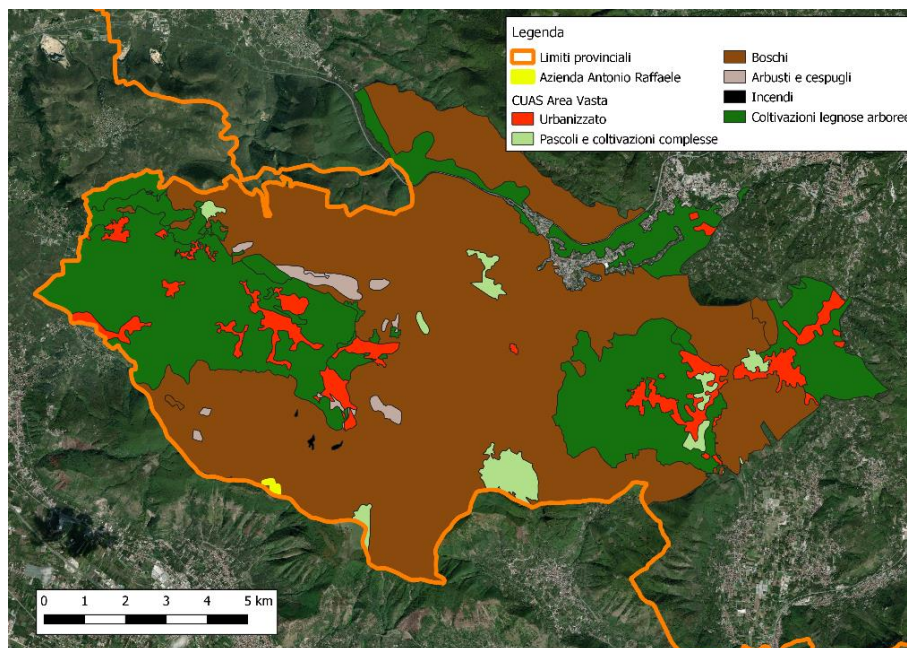 Legenda
Limiti provinciali
Azienda Antonio Raffaele
CUAS Area Vasta
Urbanizzato
Pascoli e coltivazioni complesse
Boschi
Arbusti e cespugli
Incendi
Coltivazioni legnose arboree
0 1 2 3 4 5 km